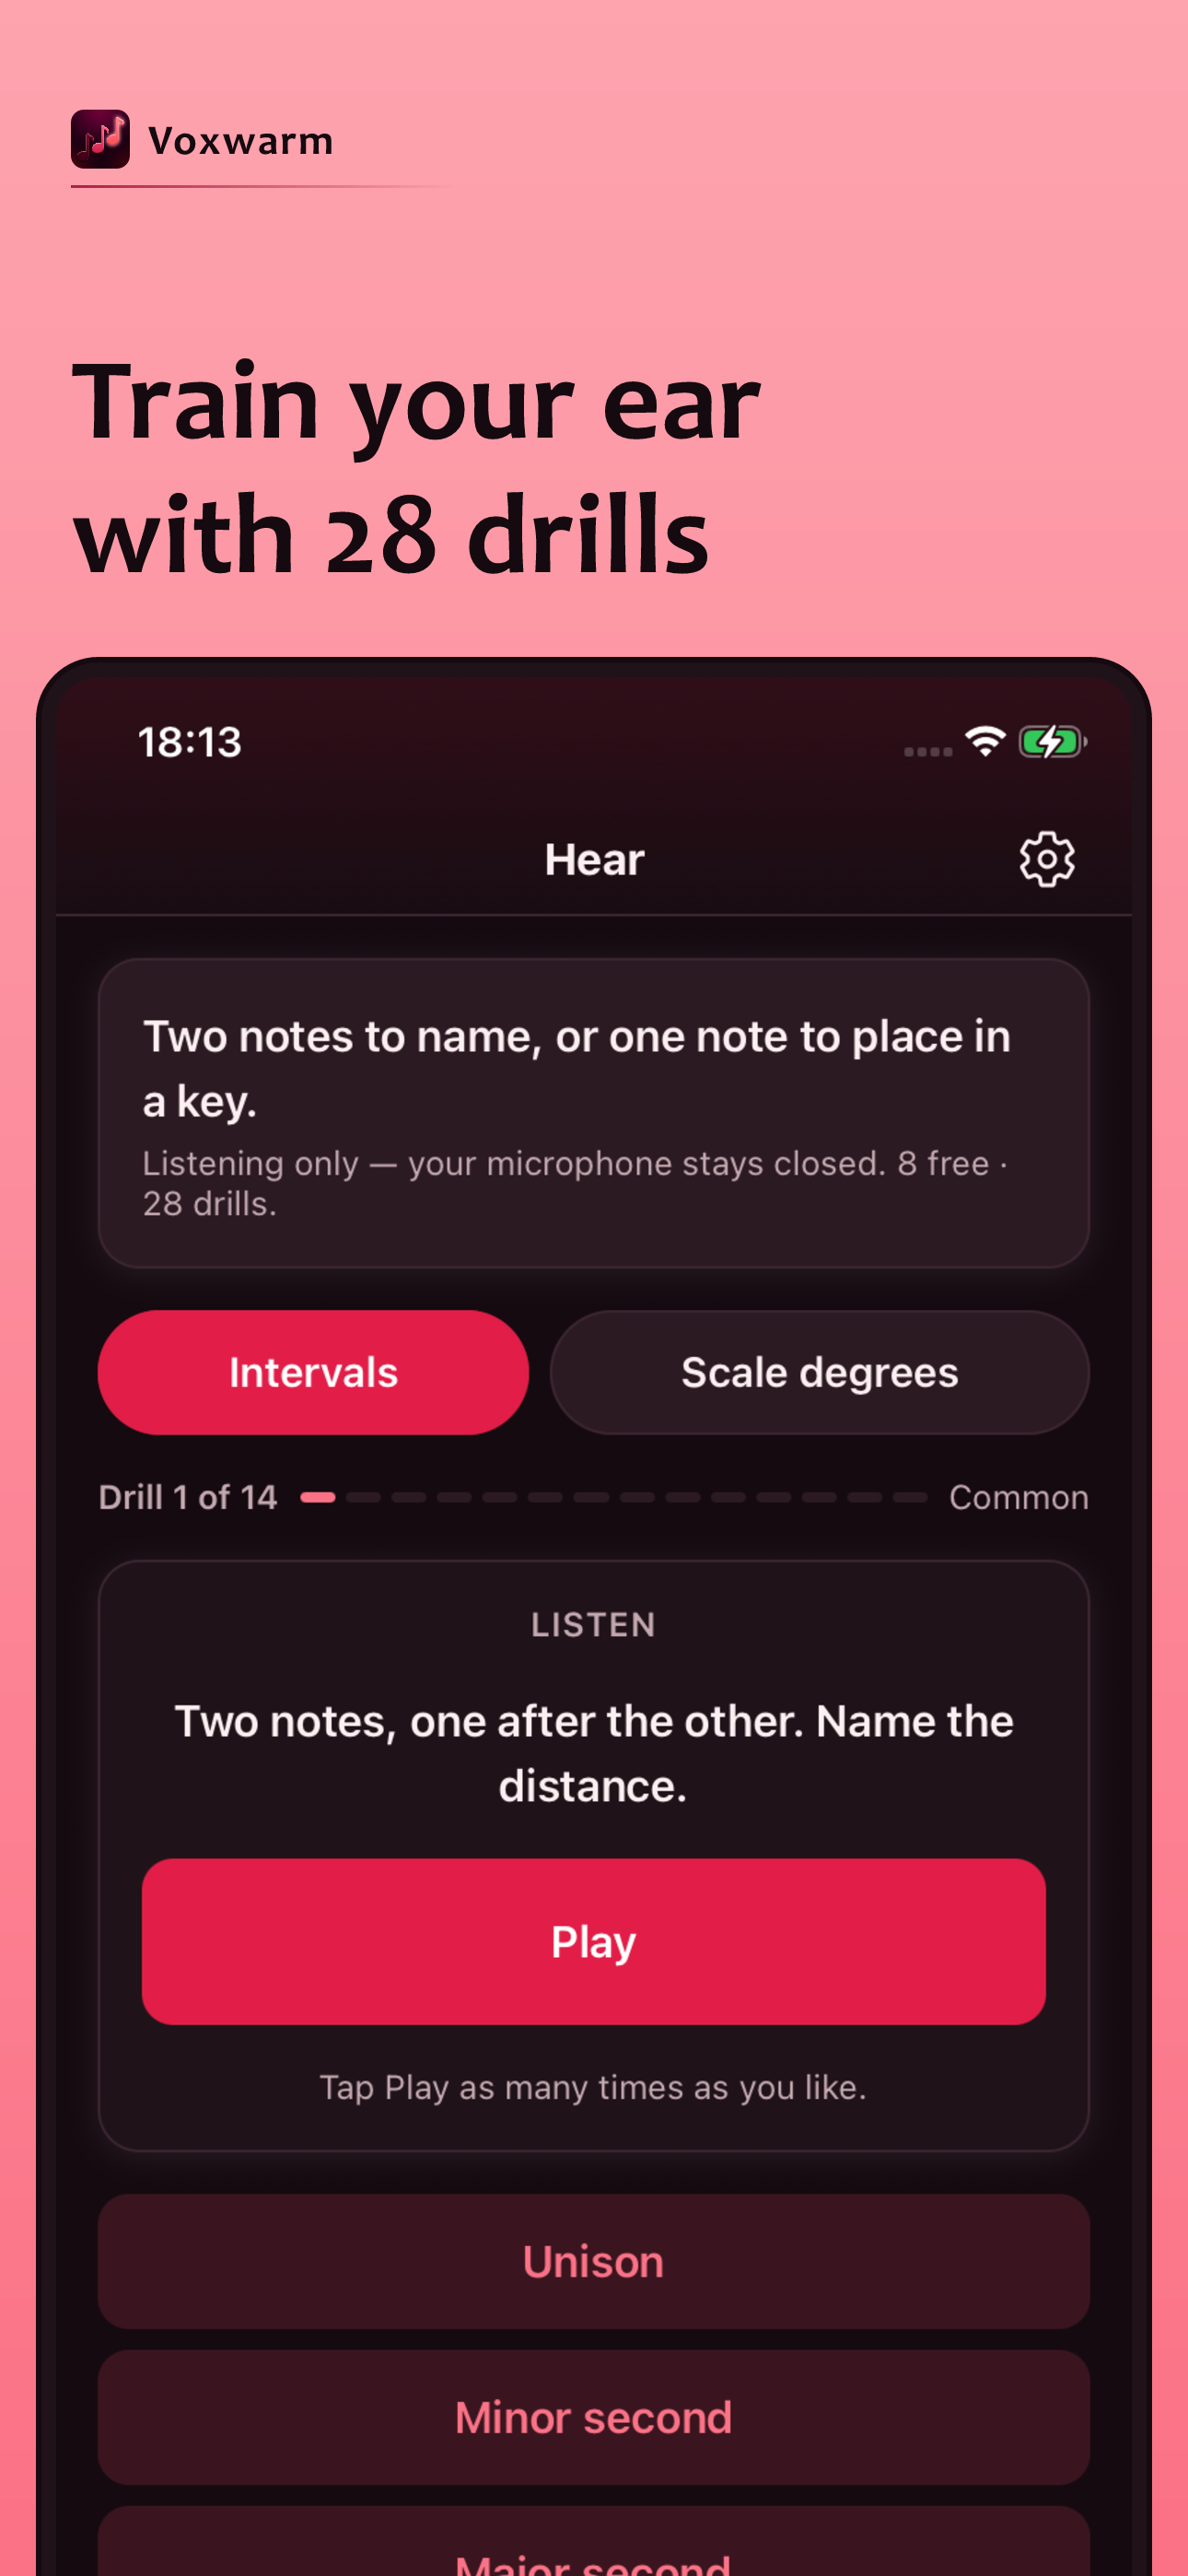 Voxwarm
Train your ear
with 28 drills
18:13
Hear
Two notes to name, or one note to place in
a key.
Listening only — your microphone stays closed. 8 free ·
28 drills.
Intervals
Scale degrees
Drill 1 of 14
Common
LISTEN
Two notes, one after the other. Name the
distance.
Play
Tap Play as many times as you like.
Unison
Minor second
Major second